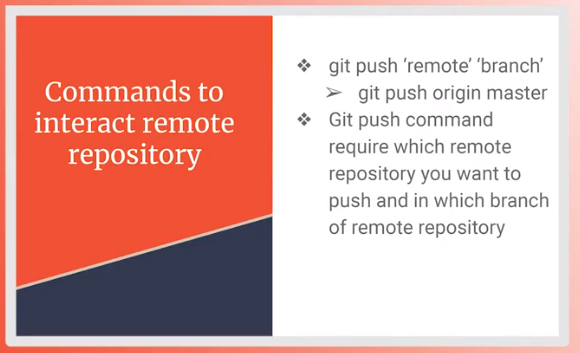 Commands to
interact remote
repository
❖ git push ‘remote’ ‘branch’
➢ git push origin master
❖ Git push command
require which remote
repository you want to
push and in which branch
of remote repository